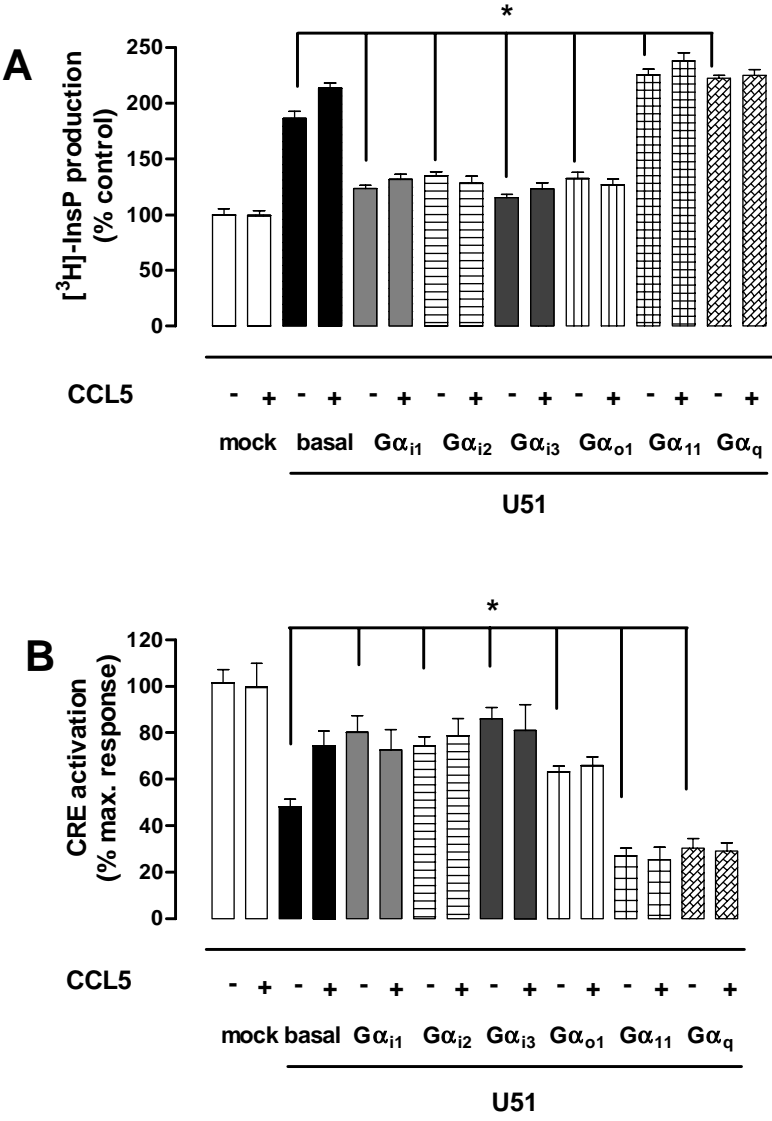 *
A
[³H]-InsP production
(% control)
250
200
150
100
50
0
CCL5 - + - + - + - + - + - + - + - +
mock basal Gαi1 Gαi2 Gαi3 Gαo1 Gα11 Gαq
U51
*
B
CRE activation
(% max. response)
120
100
80
60
40
20
0
CCL5 - + - + - + - + - + - + - + - +
mock basal Gαi1 Gαi2 Gαi3 Gαo1 Gα11 Gαq
U51